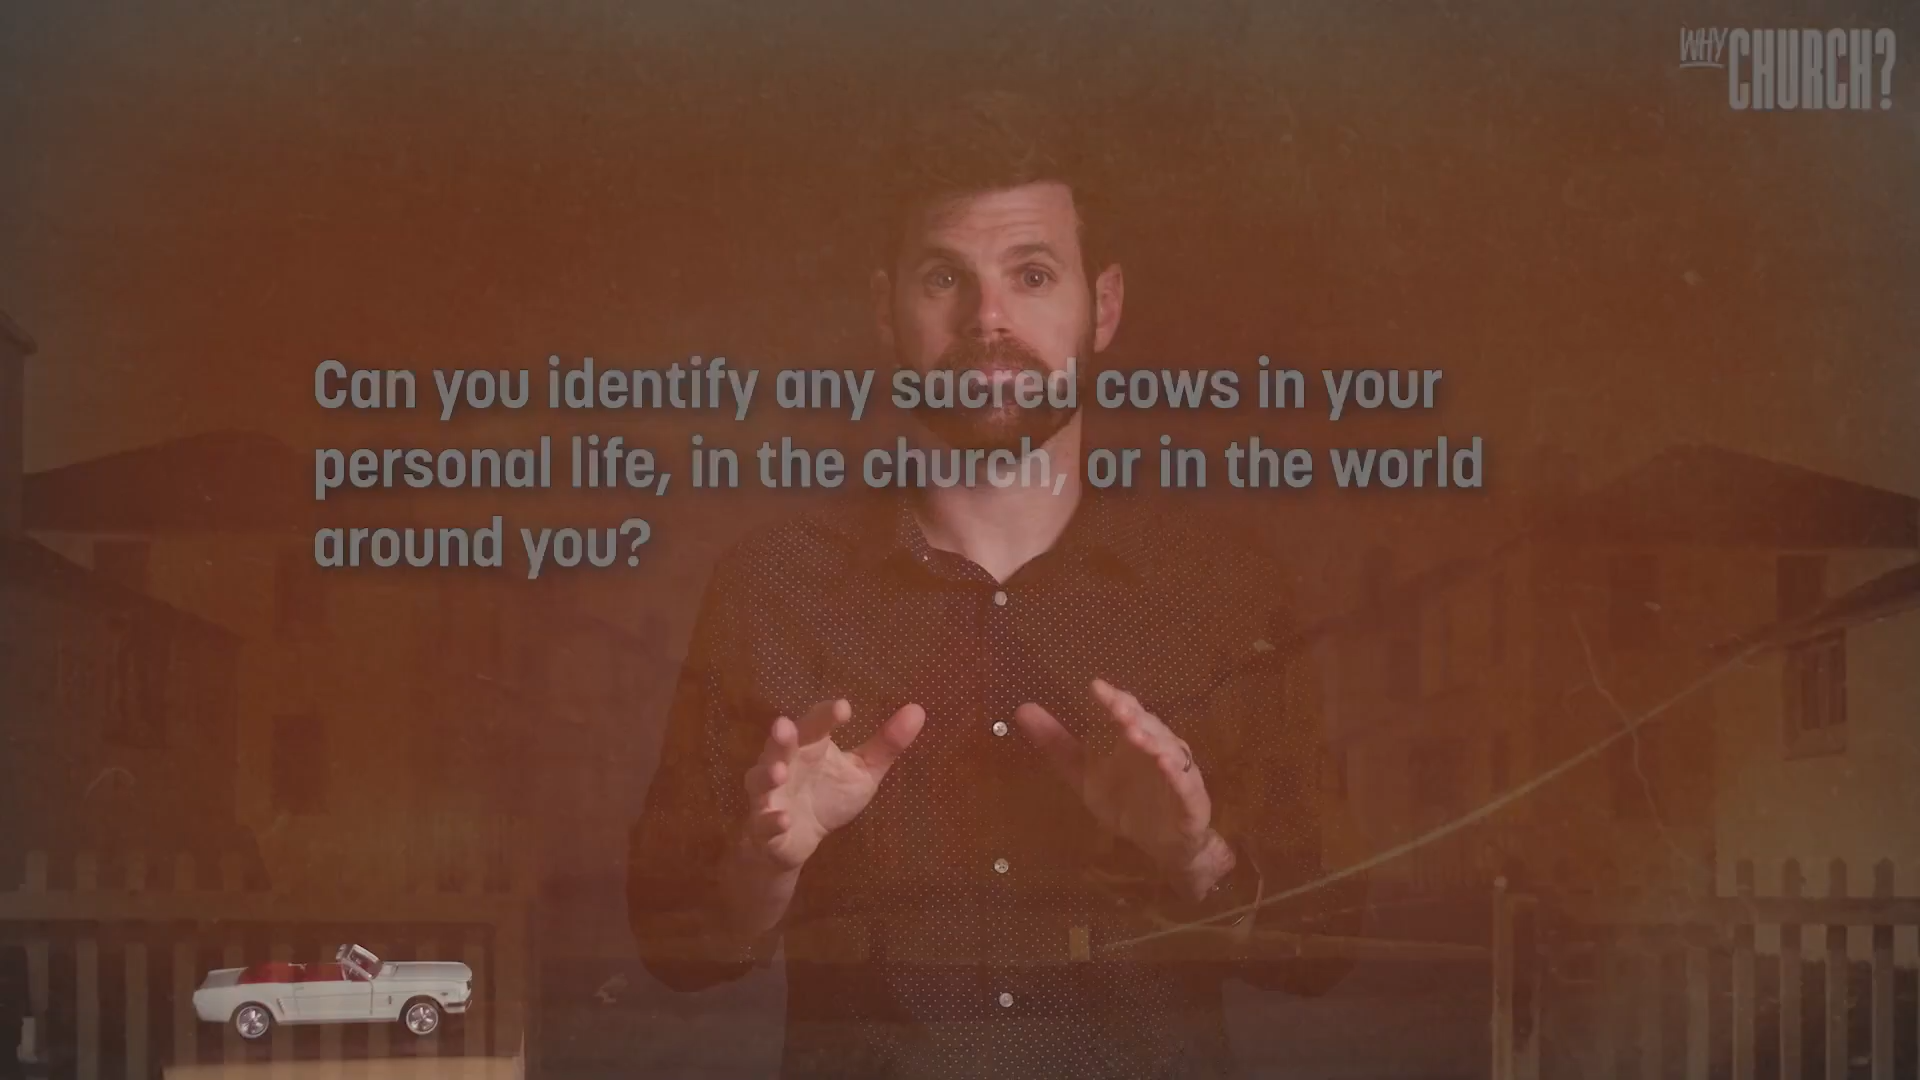 WHY CHURCH?
Can you identify any sacred cows in your
personal life, in the church, or in the world
around you?